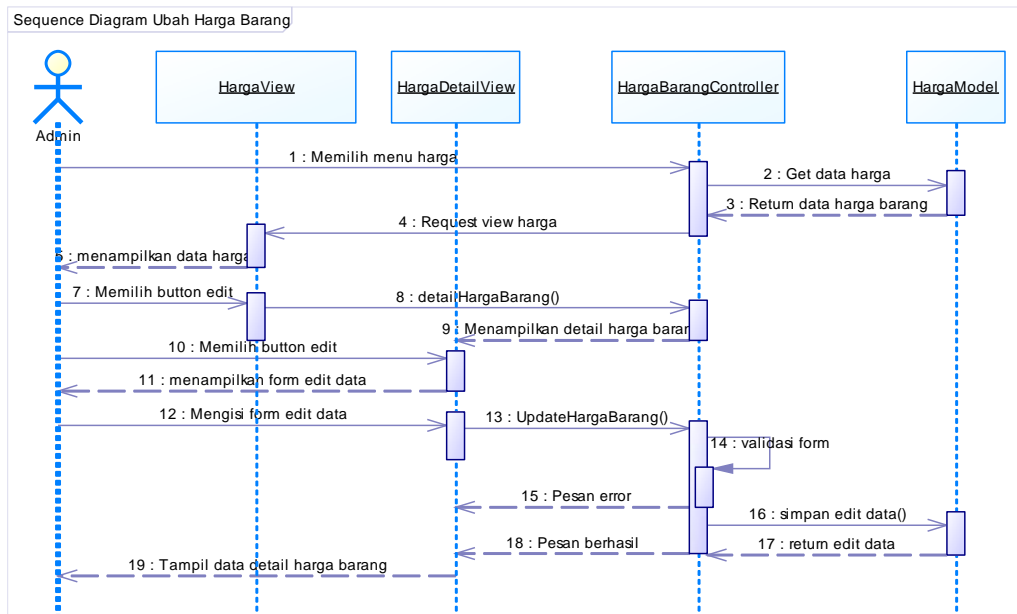 Sequence Diagram Ubah Harga Barang
HargaView
HargaDetailView
HargaBarangController
HargaModel
Admin
1 : Memilih menu harga
2 : Get data harga
3 : Return data harga barang
4 : Request view harga
5 : menampilkan data harga
7 : Memilih button edit
8 : detailHargaBarang()
9 : Menampilkan detail harga baran
10 : Memilih button edit
11 : menampilkan form edit data
12 : Mengisi form edit data
13 : UpdateHargaBarang()
14 : validasi form
15 : Pesan error
16 : simpan edit data()
17 : return edit data
18 : Pesan berhasil
19 : Tampil data detail harga barang